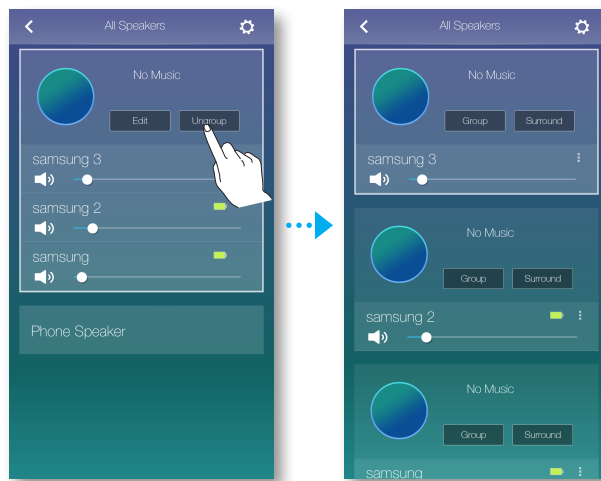 All Speakers
No Music
Edit
Ungroup
samsung 3
samsung 2
samsung
Phone Speaker
All Speakers
No Music
Group
Surround
samsung 3
No Music
Group
Surround
samsung 2
No Music
Group
Surround
samsung